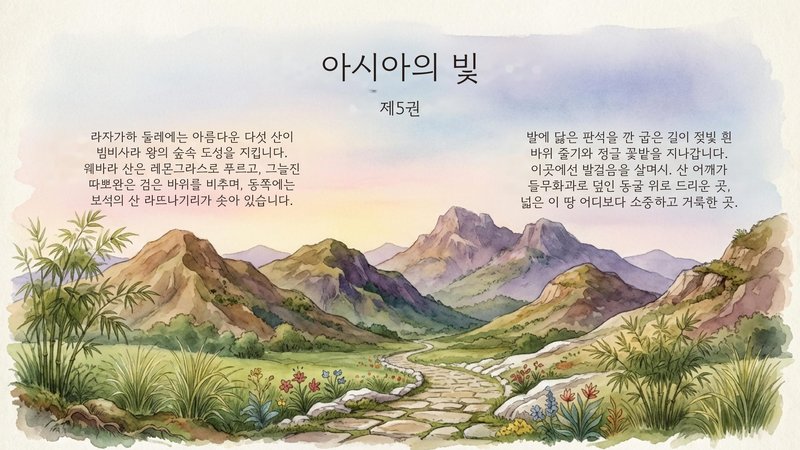 아시아의 빛
제5권
라자가하 둘레에는 아름다운 다섯 산이
빔비사라 왕의 숲속 도성을 지킵니다.
웨바라 산은 레몬그라스로 푸르고, 그늘진
따뽀완은 검은 바위를 비추며, 동쪽에는
보석의 산 라뜨나기리가 솟아 있습니다.
발에 닳은 판석을 깐 굽은 길이 젖빛 흰
바위 줄기와 정글 꽃밭을 지나갑니다.
이곳에선 발걸음을 살며시. 산 어깨가
들무화과로 덮인 동굴 위로 드리운 곳,
넓은 이 땅 어디보다 소중하고 거룩한 곳.